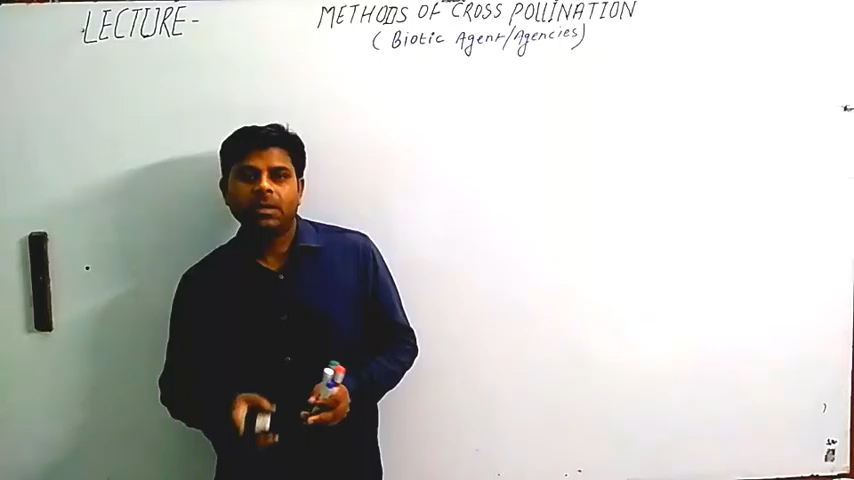 LECTURE-
METHODS OF CROSS POLLINATION
(Biotic Agent/Agencies)